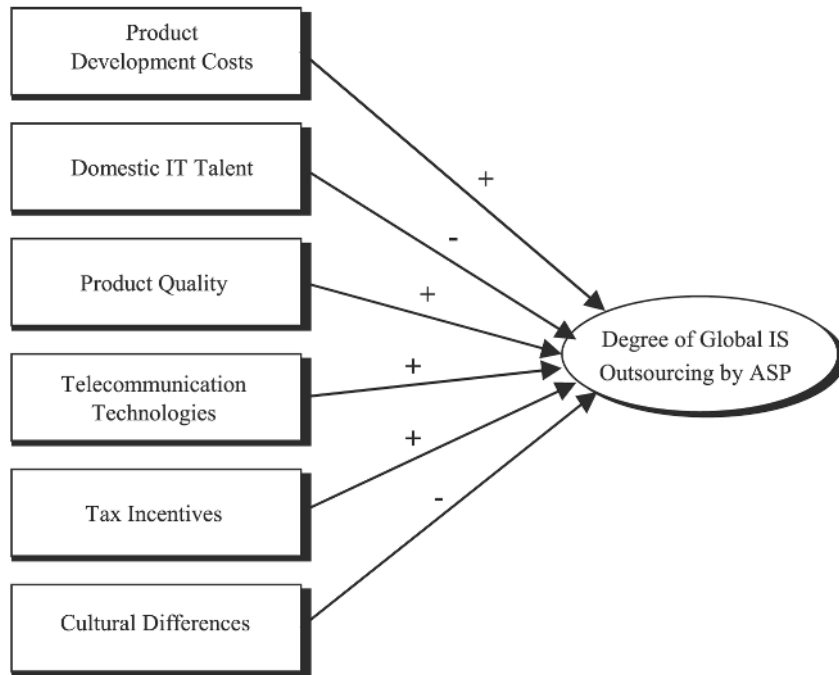 Product
Development Costs
+
Domestic IT Talent
-
Product Quality
+
Degree of Global IS
Outsourcing by ASP
Telecommunication
Technologies
+
Tax Incentives
+
Cultural Differences
-